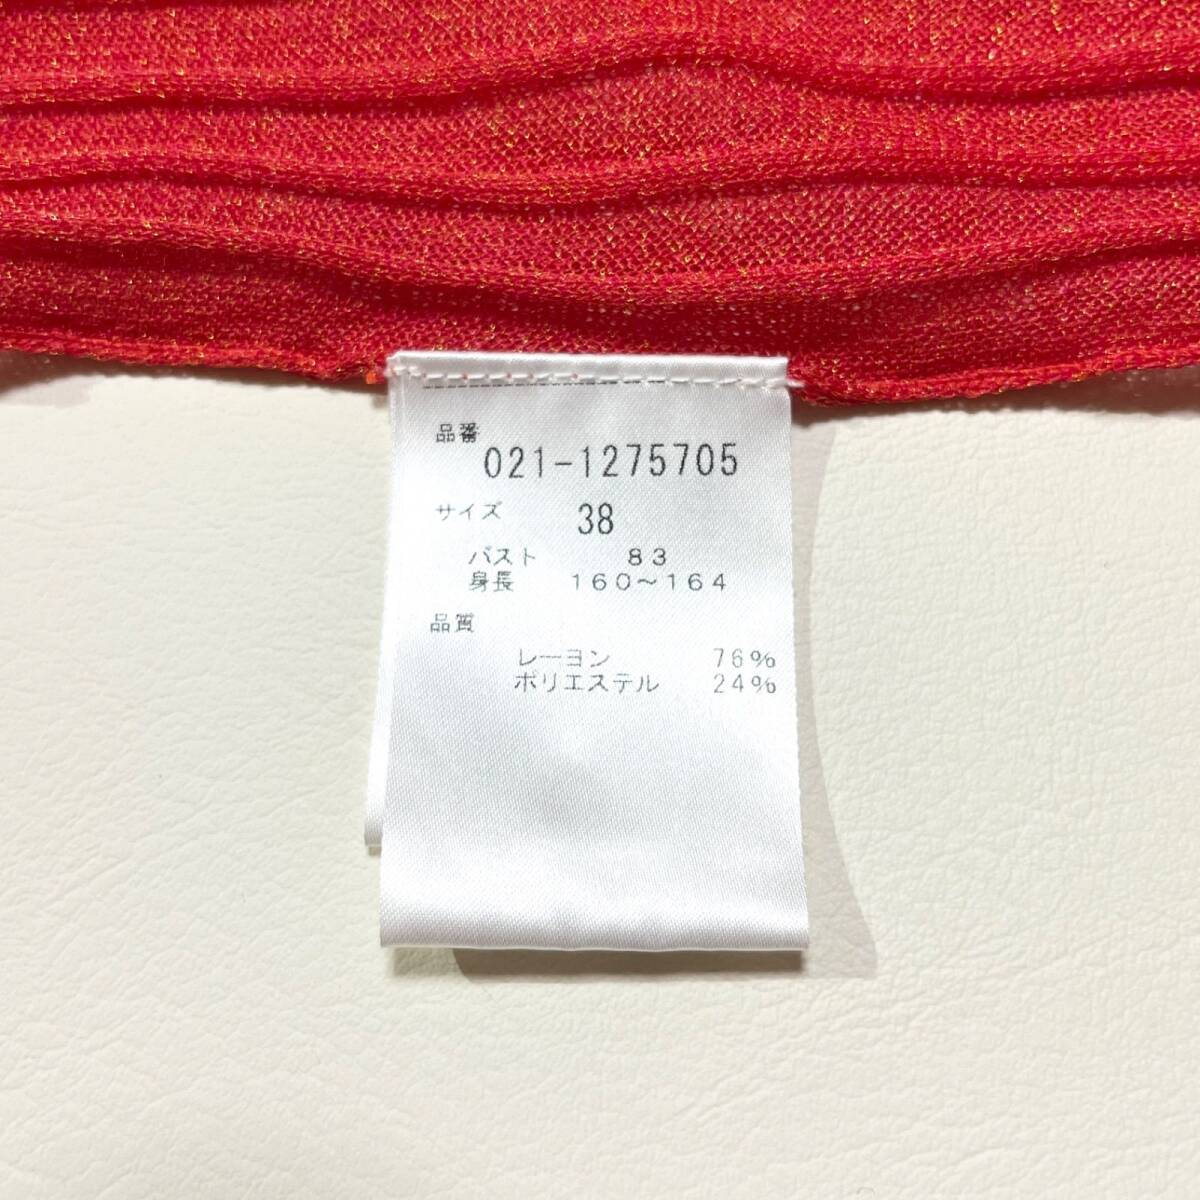 品番
021-1275705
サイズ 38
バスト 83
身長 160～164
品質
レーヨン 76%
ポリエステル 24%